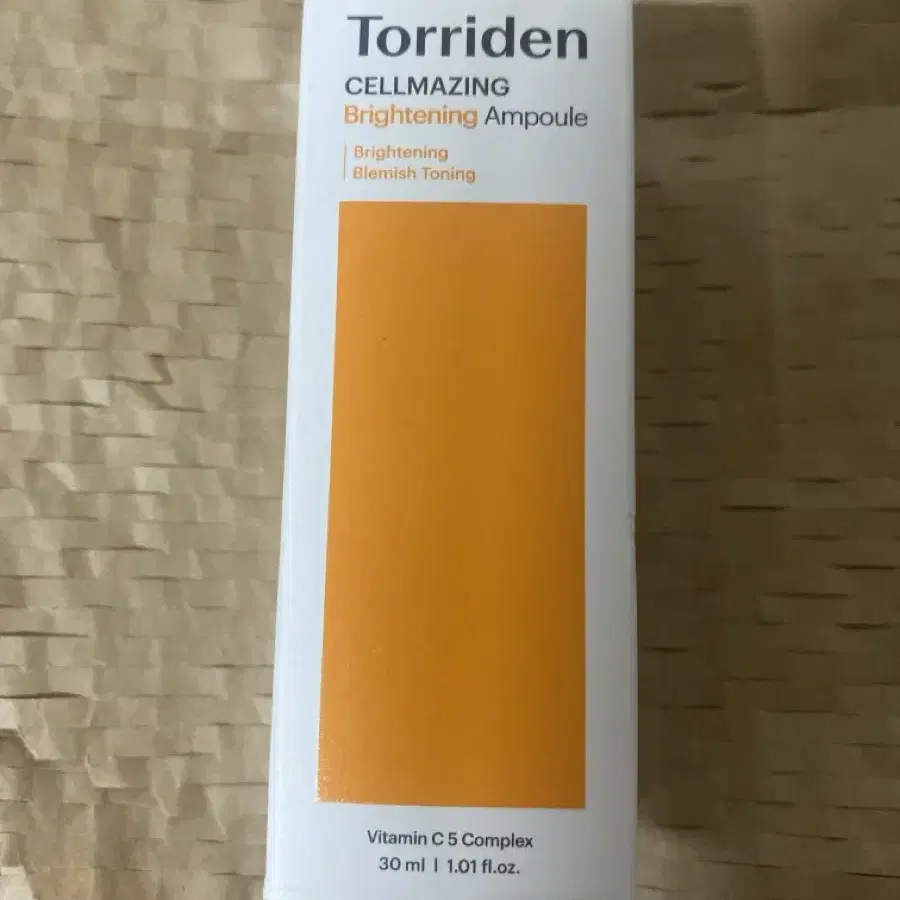 Torriden
CELLMAZING
Brightening Ampoule
Brightening
Blemish Toning
Vitamin C 5 Complex
30 ml | 1.01 fl.oz.